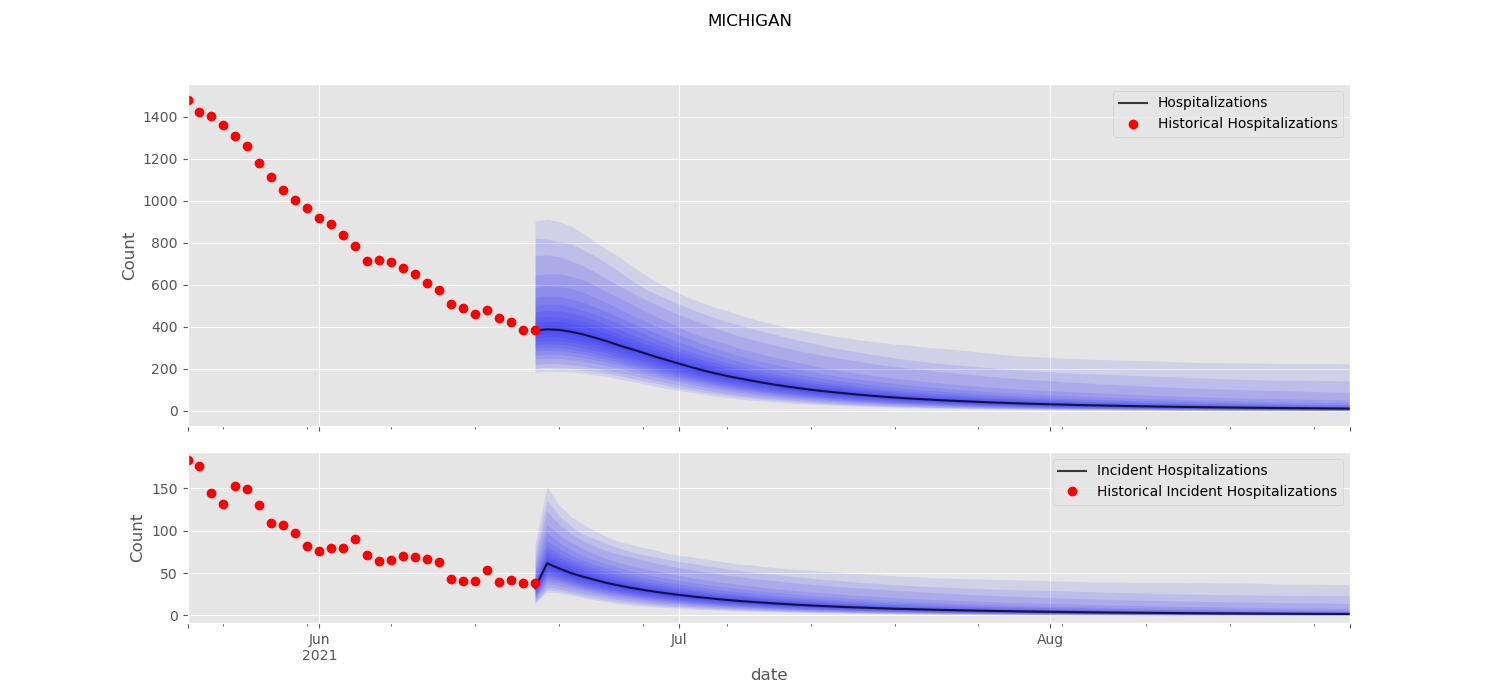 MICHIGAN
1400
1200
1000
800
600
400
200
0
Count
Hospitalizations
Historical Hospitalizations
150
100
50
0
Count
Incident Hospitalizations
Historical Incident Hospitalizations
Jun
2021
Jul
Aug
date